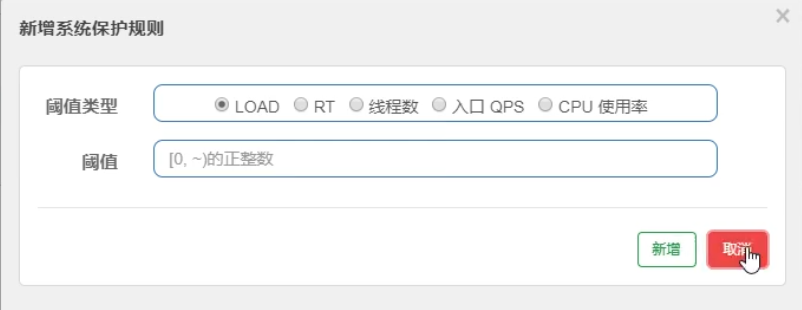 新增系统保护规则
×
阈值类型 LOAD RT 线程数 入口 QPS CPU 使用率
阈值 [0, ~)的正整数
新增 取消